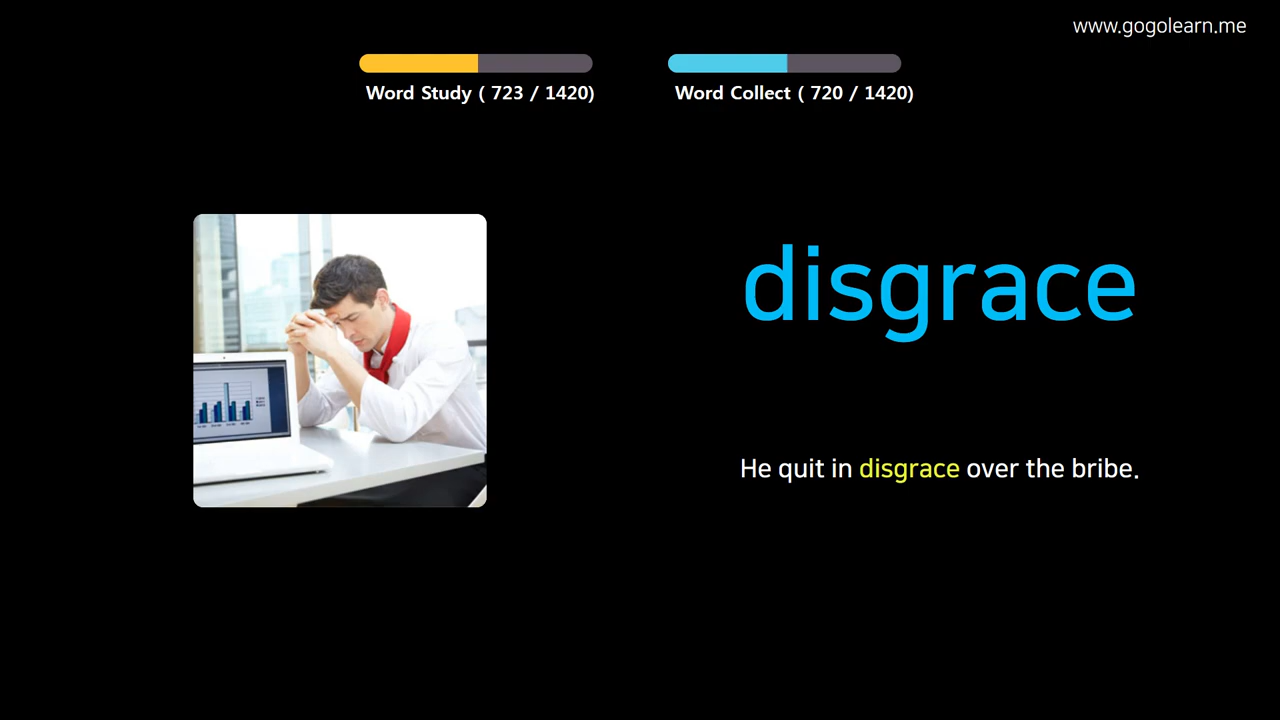 www.gogolearn.me
Word Study ( 723 / 1420)
Word Collect ( 720 / 1420)
disgrace
He quit in disgrace over the bribe.